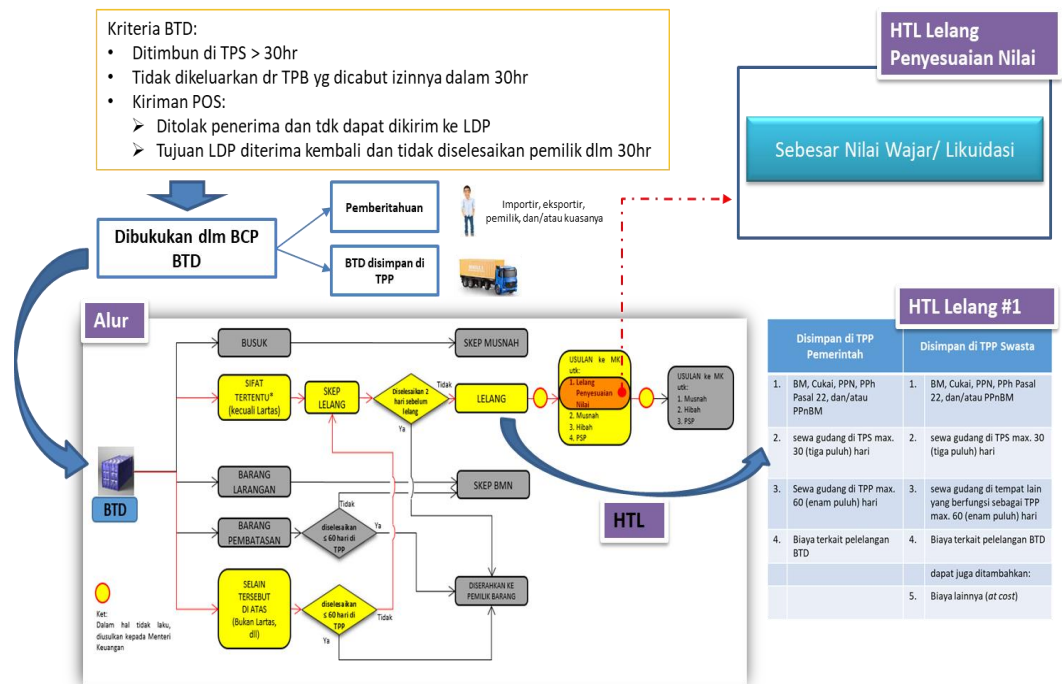 Kriteria BTD:
• Ditimbun di TPS > 30hr
• Tidak dikeluarkan dr TPB yg dicabut izinnya dalam 30hr
• Kiriman POS:
➢ Ditolak penerima dan tdk dapat dikirim ke LDP
➢ Tujuan LDP diterima kembali dan tidak diselesaikan pemilik dlm 30hr
HTL Lelang
Penyesuaian Nilai
Sebesar Nilai Wajar/ Likuidasi
Dibukukan dlm BCP
BTD
Pemberitahuan
Importir, eksportir,
pemilik, dan/atau kuasanya
BTD disimpan di
TPP
Alur
BTD
BUSUK
SKEP MUSNAH
SIFAT
TERTENTU*
(kecuali Lartas)
SKEP
LELANG
Diselesaikan 2
hari sebelum
lelang
Tidak
Ya
LELANG
USULAN ke MK
utk:
1. Lelang
Penyesuaian
Nilai
2. Musnah
3. Hibah
4. PSP
USULAN ke MK
utk:
1. Musnah
2. Hibah
3. PSP
BARANG
LARANGAN
SKEP BMN
BARANG
PEMBATASAN
Tidak
diselesaikan
≤ 60 hari di
TPP
Ya
SELAIN
TERSEBUT
DI ATAS
(Bukan Lartas,
dll)
diselesaikan
≤ 60 hari di
TPP
Tidak
Ya
DISERAHKAN KE
PEMILIK BARANG
Ket:
Dalam hal tidak laku,
diusulkan kepada Menteri
Keuangan
HTL
HTL Lelang #1
Disimpan di TPP
Pemerintah
Disimpan di TPP Swasta
1. BM, Cukai, PPN, PPh
Pasal 22, dan/atau
PPnBM
1. BM, Cukai, PPN, PPh Pasal
22, dan/atau PPnBM
2. sewa gudang di TPS max.
30 (tiga puluh) hari
2. sewa gudang di TPS max. 30
(tiga puluh) hari
3. Sewa gudang di TPP max.
60 (enam puluh) hari
3. sewa gudang di tempat lain
yang berfungsi sebagai TPP
max. 60 (enam puluh) hari
4. Biaya terkait pelelangan
BTD
4. Biaya terkait pelelangan BTD
dapat juga ditambahkan:
5. Biaya lainnya (at cost)